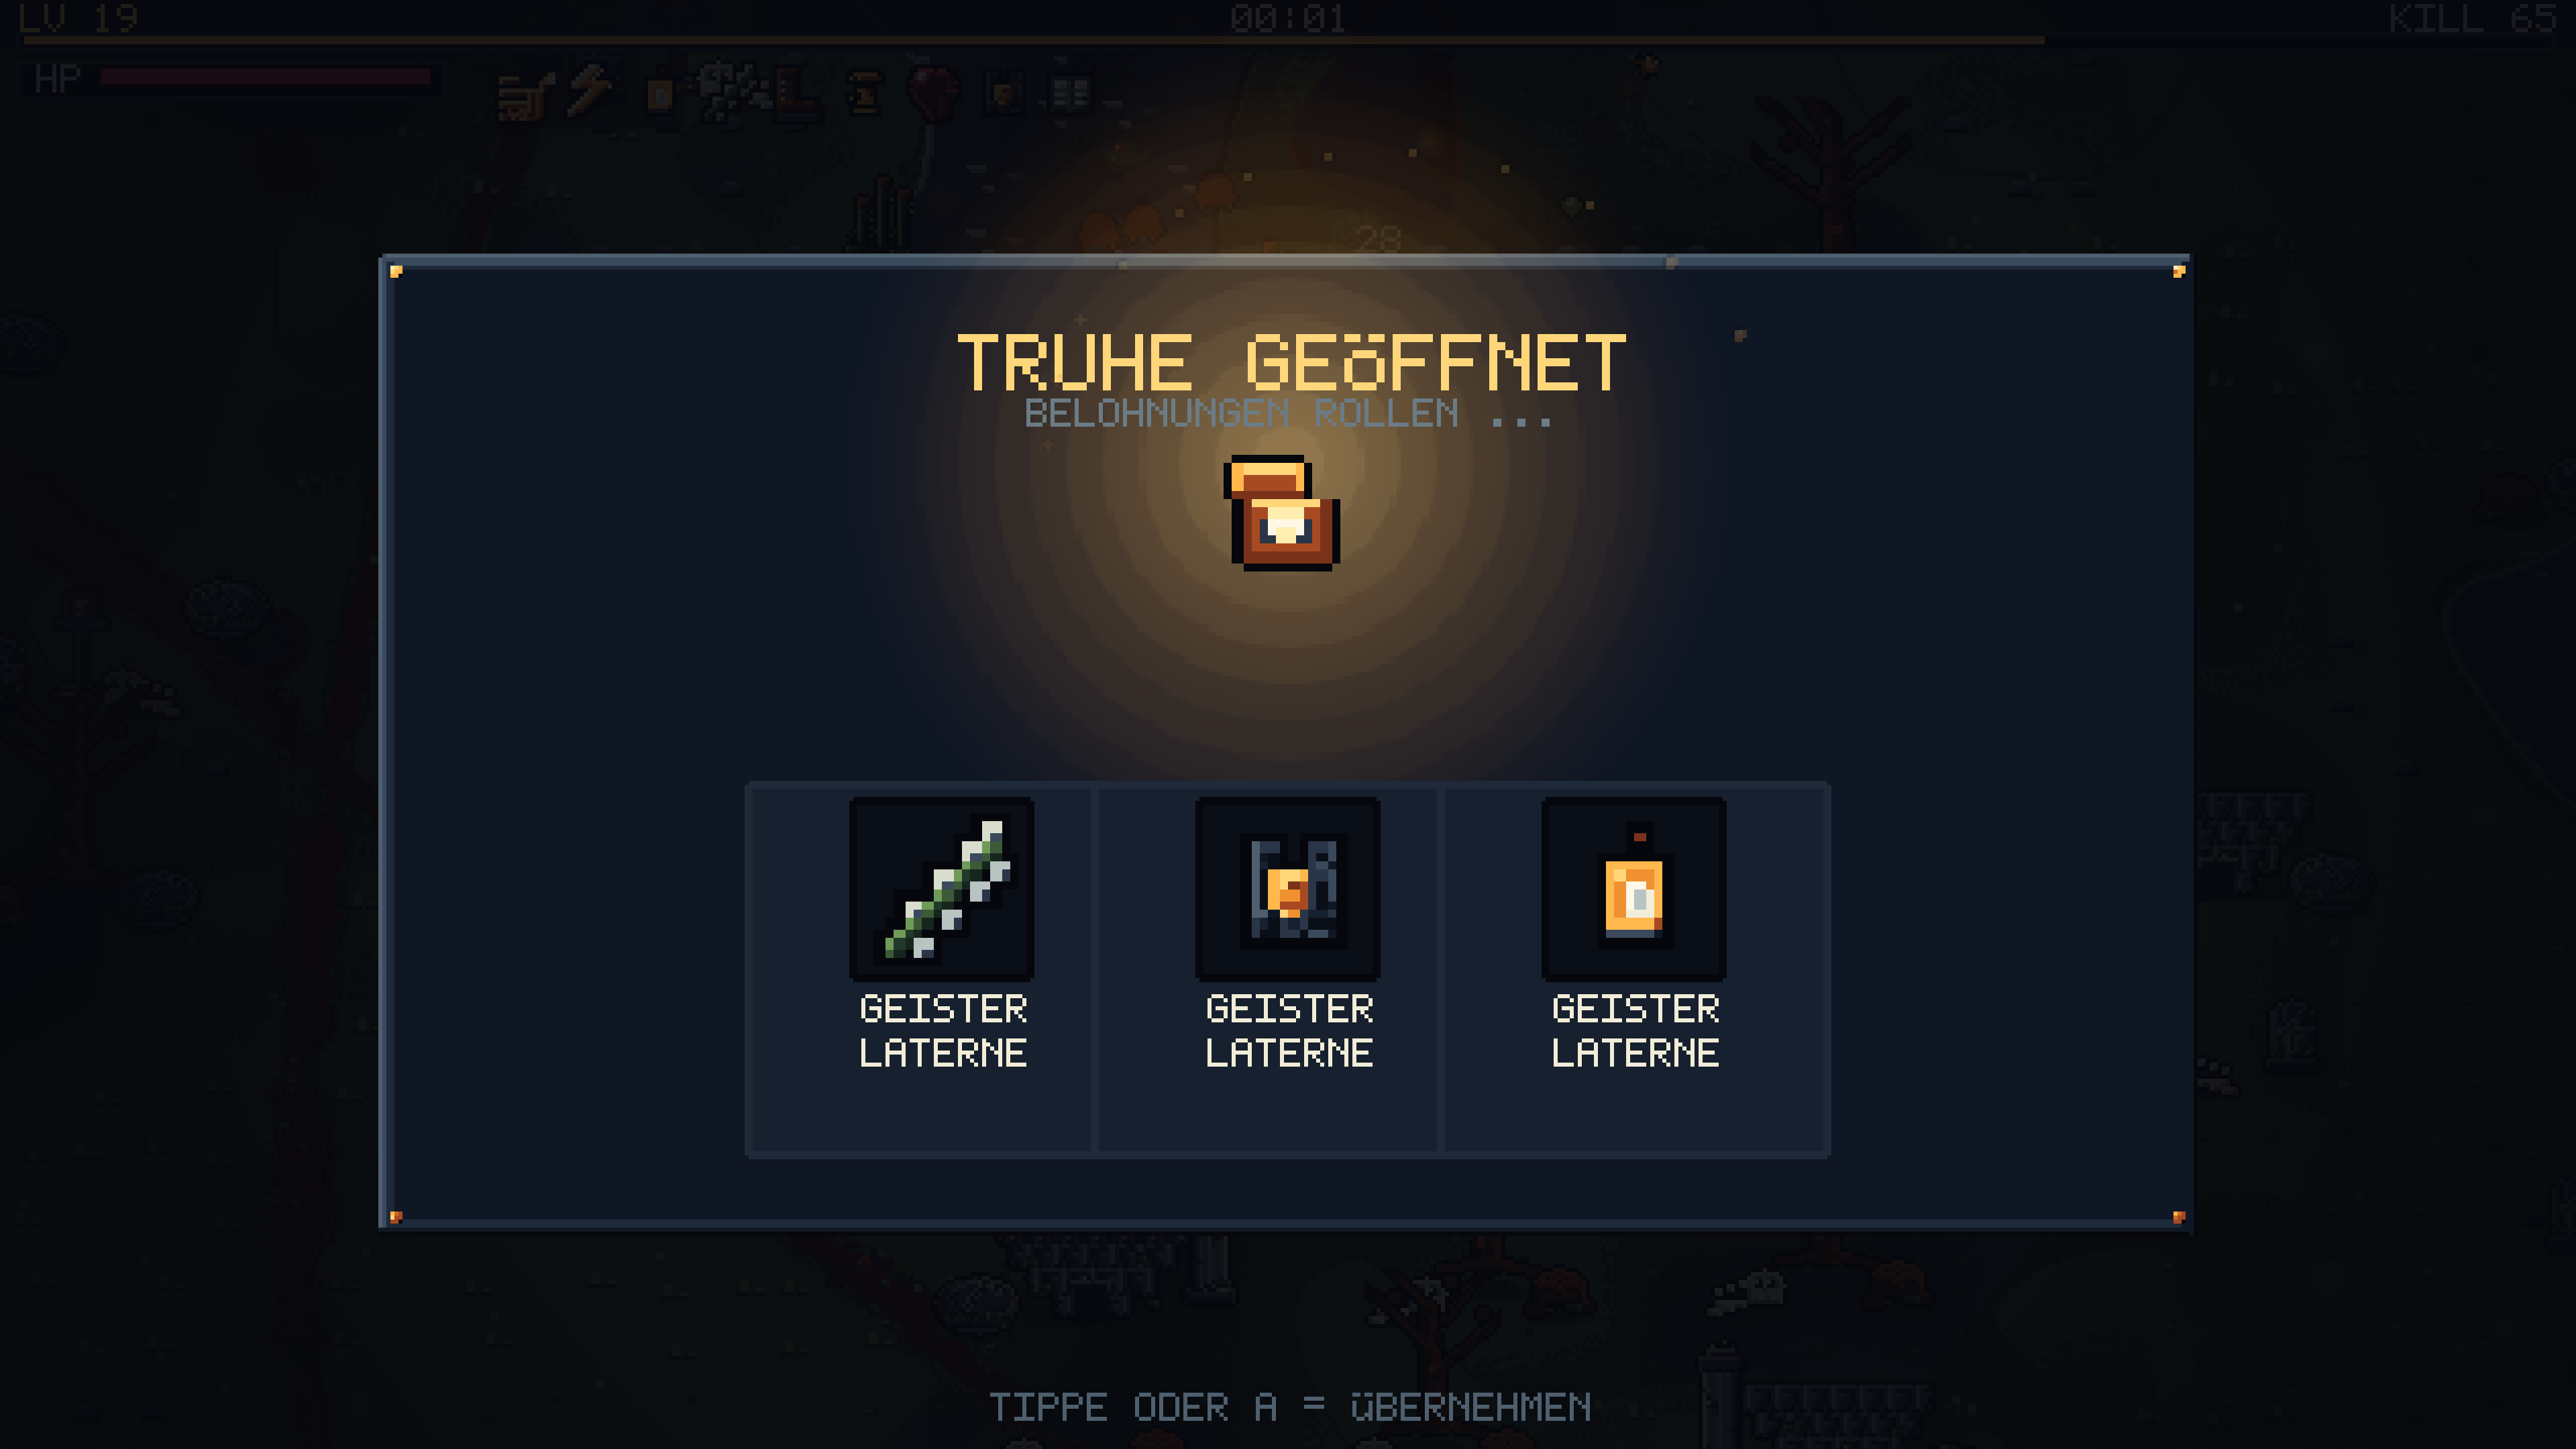 LV 19
00:01
KILL 65
HP
28
TRUHE GEöFFNET
BELOHNUNGEN ROLLEN ...
GEISTER
LATERNE
GEISTER
LATERNE
GEISTER
LATERNE
TIPPE ODER A = üBERNEHMEN